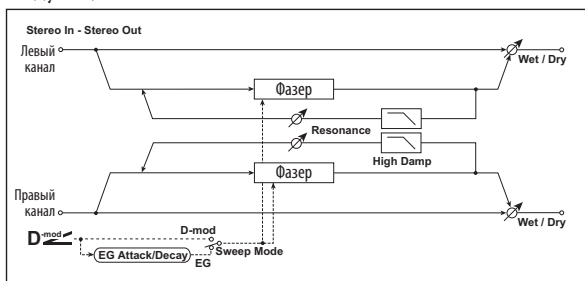 Stereo In - Stereo Out
Левый
канал
Wet / Dry
Фазер
Resonance
High Damp
Фазер
Правый
канал
Wet / Dry
D-mod
D-mod
EG Attack/Decay
EG
Sweep Mode